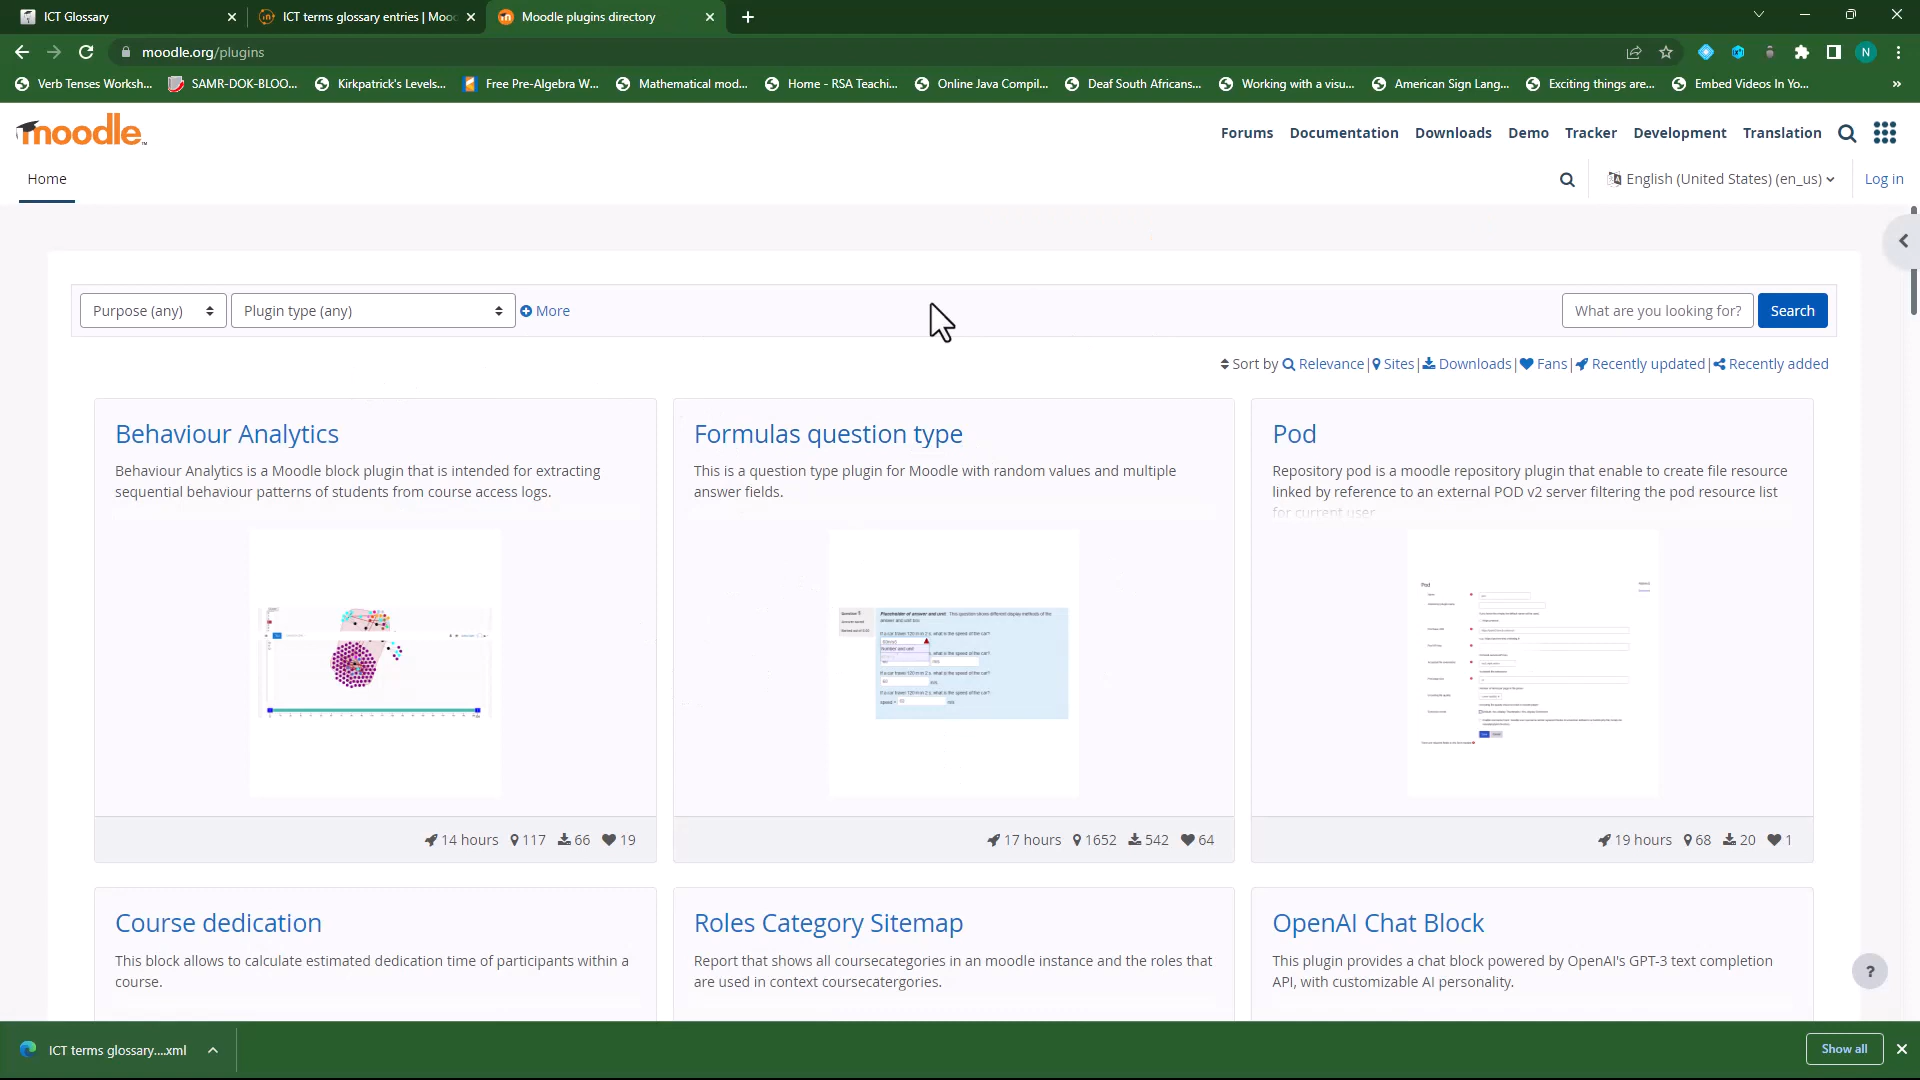 ICT Glossary
ICT terms glossary entries | Mooc
Moodle plugins directory
moodle.org/plugins
N
Verb Tenses Worksh...
SAMR-DOK-BLOO...
Kirkpatrick's Levels...
Free Pre-Algebra W...
Mathematical mod...
Home - RSA Teachi...
Online Java Compil...
Deaf South Africans...
Working with a visu...
American Sign Lang...
Exciting things are...
Embed Videos In Yo...
»
moodle
Forums
Documentation
Downloads
Demo
Tracker
Development
Translation
Home
English (United States) (en_us)
Log in
Purpose (any)
Plugin type (any)
More
What are you looking for?
Search
Sort by Relevance | Sites | Downloads | Fans | Recently updated | Recently added
Behaviour Analytics
Behaviour Analytics is a Moodle block plugin that is intended for extracting
sequential behaviour patterns of students from course access logs.
14 hours 117 66 19
Formulas question type
This is a question type plugin for Moodle with random values and multiple
answer fields.
17 hours 1652 542 64
Pod
Repository pod is a moodle repository plugin that enable to create file resource
linked by reference to an external POD v2 server filtering the pod resource list
for current user
19 hours 68 20 1
Course dedication
This block allows to calculate estimated dedication time of participants within a
course.
Roles Category Sitemap
Report that shows all coursecategories in an moodle instance and the roles that
are used in context coursecatergories.
OpenAI Chat Block
This plugin provides a chat block powered by OpenAI's GPT-3 text completion
API, with customizable AI personality.
?
ICT terms glossary....xml
Show all